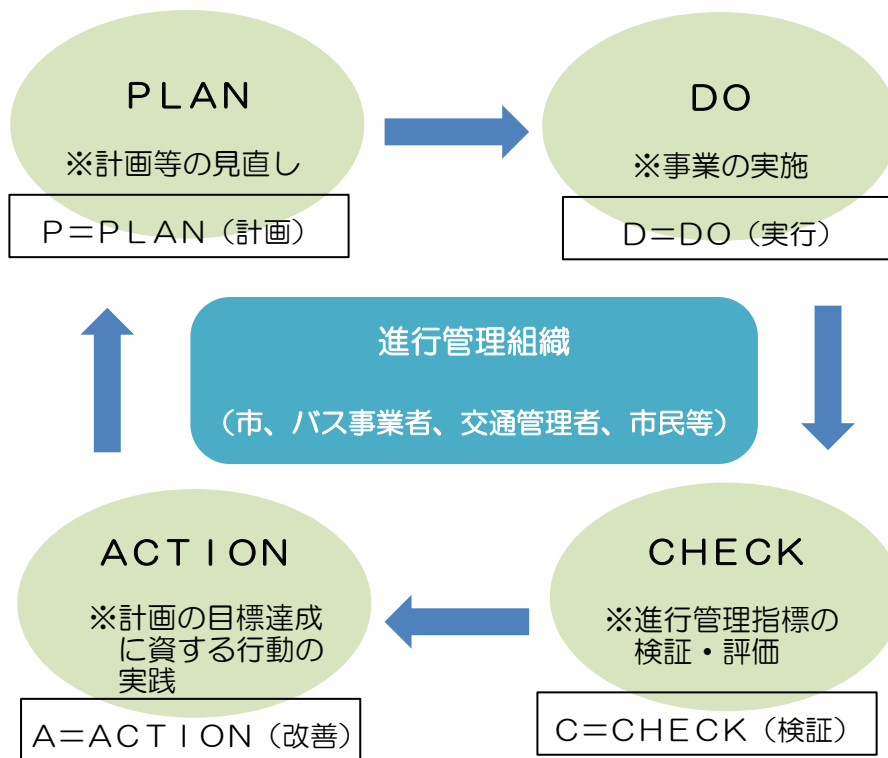 ＰＬＡＮ
※計画等の見直し
Ｐ＝ＰＬＡＮ（計画）
ＤＯ
※事業の実施
Ｄ＝ＤＯ（実行）
進行管理組織
（市、バス事業者、交通管理者、市民等）
ＡＣＴＩＯＮ
※計画の目標達成
に資する行動の
実践
Ａ＝ＡＣＴＩＯＮ（改善）
ＣＨＥＣＫ
※進行管理指標の
検証・評価
Ｃ＝ＣＨＥＣＫ（検証）